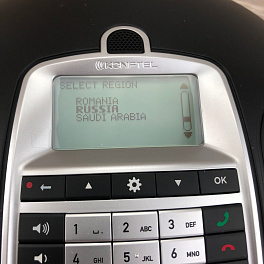 KONFTEL
SELECT REGION
ROMANIA
RUSSIA
SAUDI ARABIA
OK
1 ␣. 2 ABC 3 DEF
4 GHI 5 JKL 6 MNO